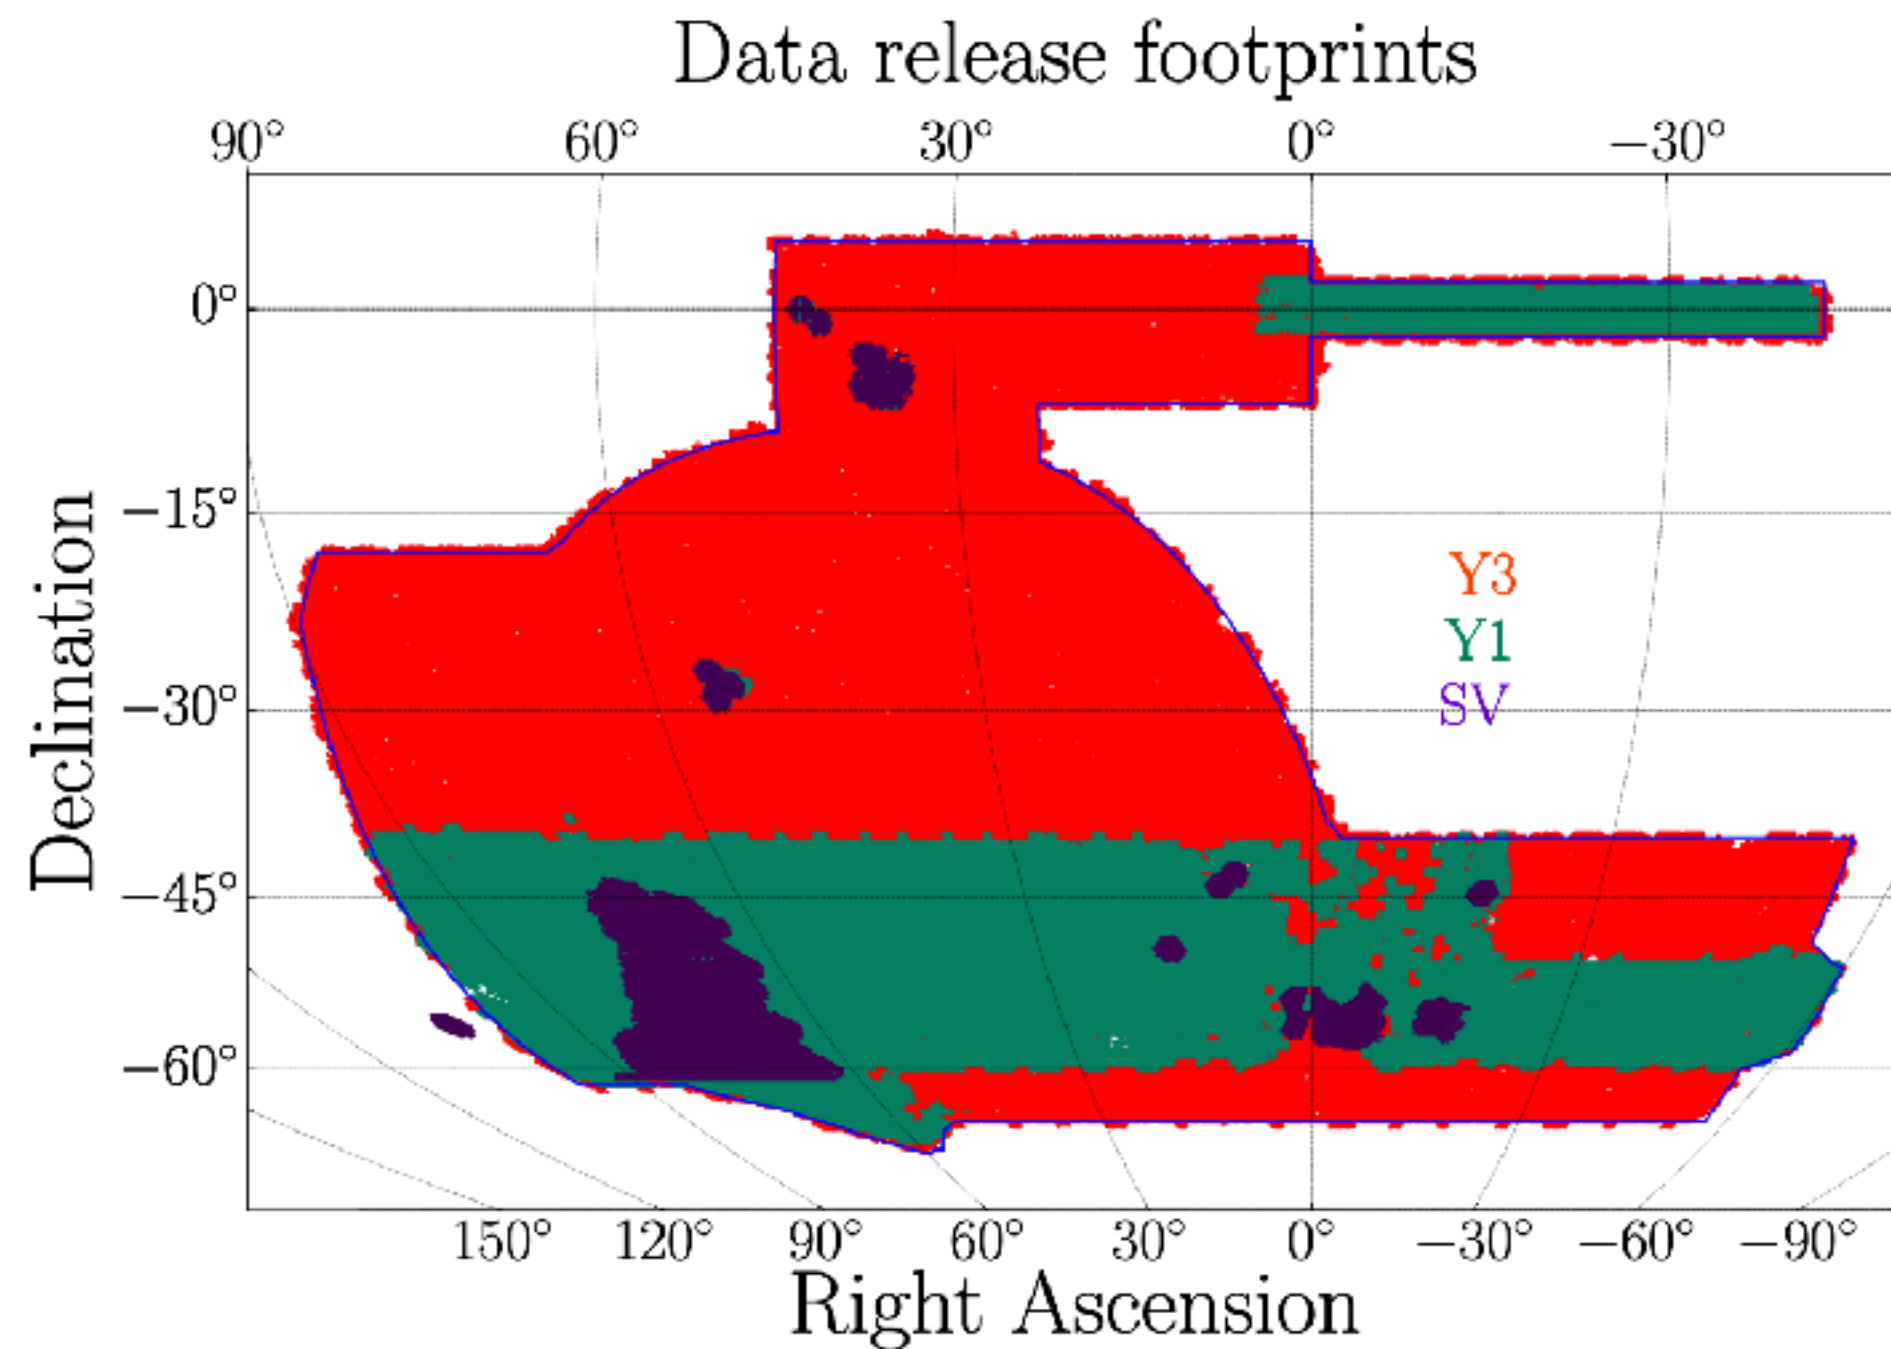 Data release footprints
90° 60° 30° 0° −30°
0°
−15°
−30°
−45°
−60°
Declination
Y3
Y1
SV
150° 120° 90° 60° 30° 0° −30° −60° −90°
Right Ascension